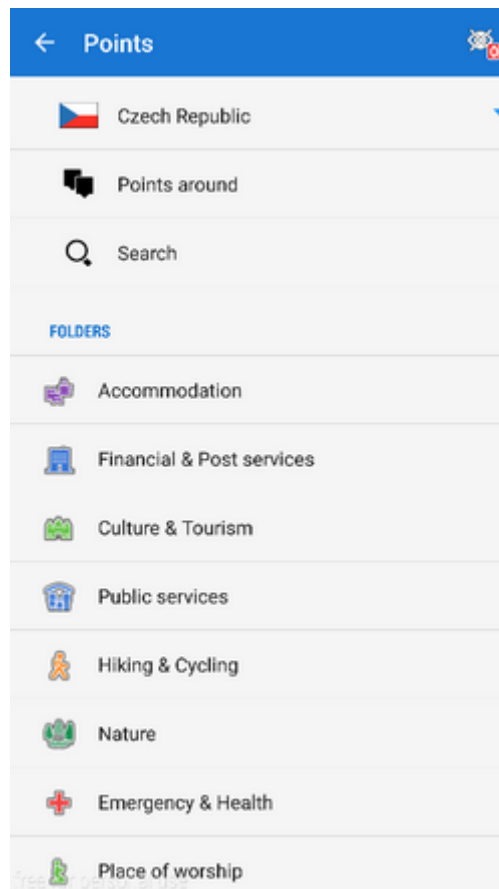 Points
Czech Republic
Points around
Search
FOLDERS
Accommodation
Financial & Post services
Culture & Tourism
Public services
Hiking & Cycling
Nature
Emergency & Health
Place of worship